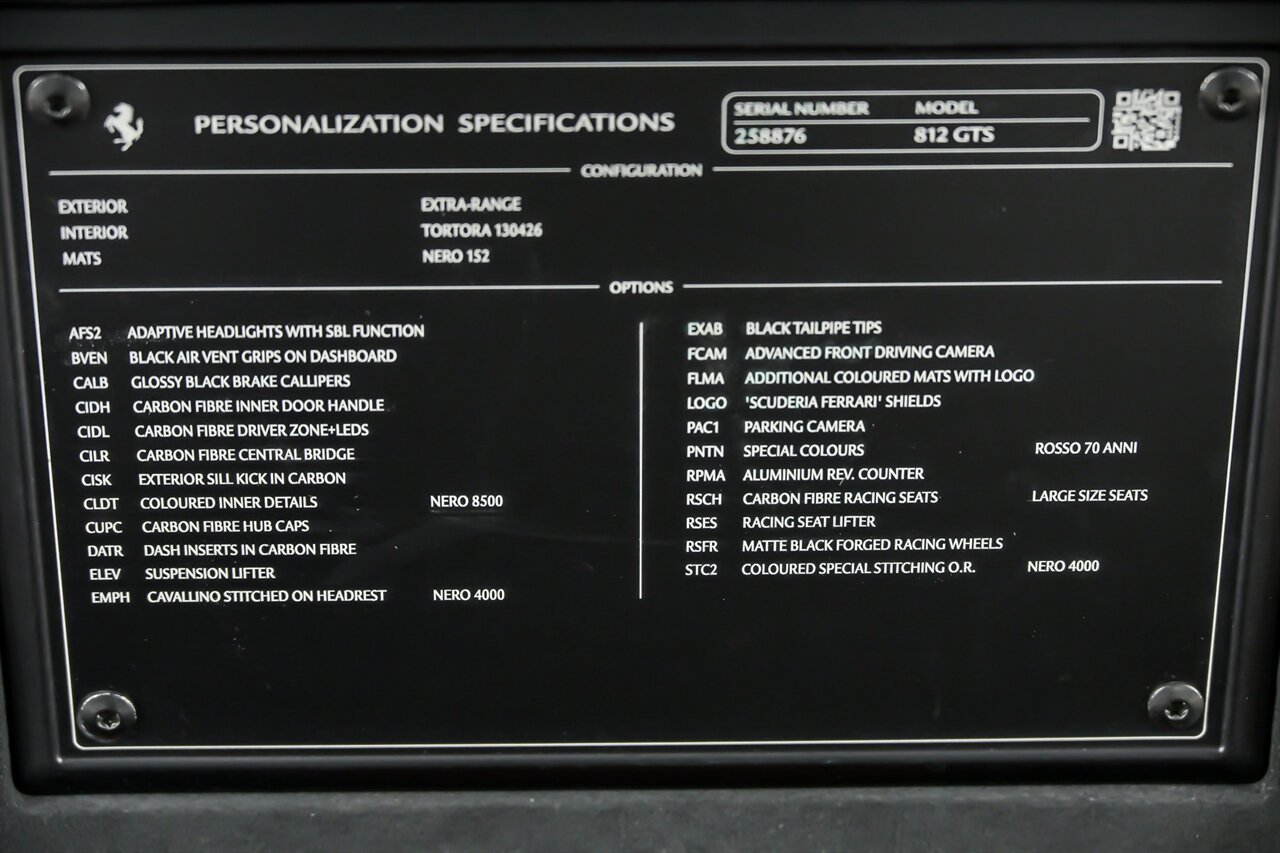 PERSONALIZATION SPECIFICATIONS
SERIAL NUMBER MODEL
258876 812 GTS
CONFIGURATION
EXTERIOR EXTRA-RANGE
INTERIOR TORTORA 130426
MATS NERO 152
OPTIONS
AFS2 ADAPTIVE HEADLIGHTS WITH SBL FUNCTION
BVEN BLACK AIR VENT GRIPS ON DASHBOARD
CALB GLOSSY BLACK BRAKE CALLIPERS
CIDH CARBON FIBRE INNER DOOR HANDLE
CIDL CARBON FIBRE DRIVER ZONE+LEDS
CILR CARBON FIBRE CENTRAL BRIDGE
CISK EXTERIOR SILL KICK IN CARBON
CLDT COLOURED INNER DETAILS NERO 8500
CUPC CARBON FIBRE HUB CAPS
DATR DASH INSERTS IN CARBON FIBRE
ELEV SUSPENSION LIFTER
EMPH CAVALLINO STITCHED ON HEADREST NERO 4000
EXAB BLACK TAILPIPE TIPS
FCAM ADVANCED FRONT DRIVING CAMERA
FLMA ADDITIONAL COLOURED MATS WITH LOGO
LOGO 'SCUDERIA FERRARI' SHIELDS
PAC1 PARKING CAMERA
PNTN SPECIAL COLOURS ROSSO 70 ANNI
RPMA ALUMINIUM REV. COUNTER
RSCH CARBON FIBRE RACING SEATS LARGE SIZE SEATS
RSES RACING SEAT LIFTER
RSFR MATTE BLACK FORGED RACING WHEELS
STC2 COLOURED SPECIAL STITCHING O.R. NERO 4000